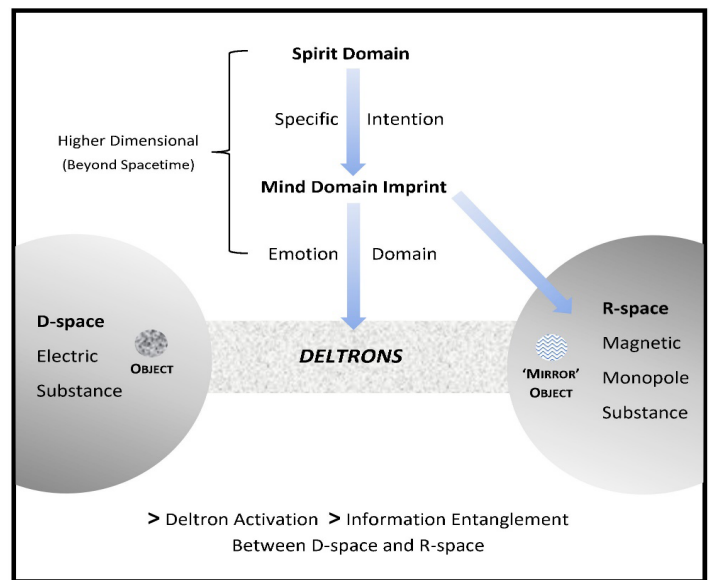 Spirit Domain
Specific Intention
Higher Dimensional
(Beyond Spacetime)
Mind Domain Imprint
Emotion Domain
D-space
Electric
Substance
OBJECT
DELTRONS
R-space
Magnetic
Monopole
Substance
‘MIRROR’
OBJECT
> Deltron Activation > Information Entanglement
Between D-space and R-space